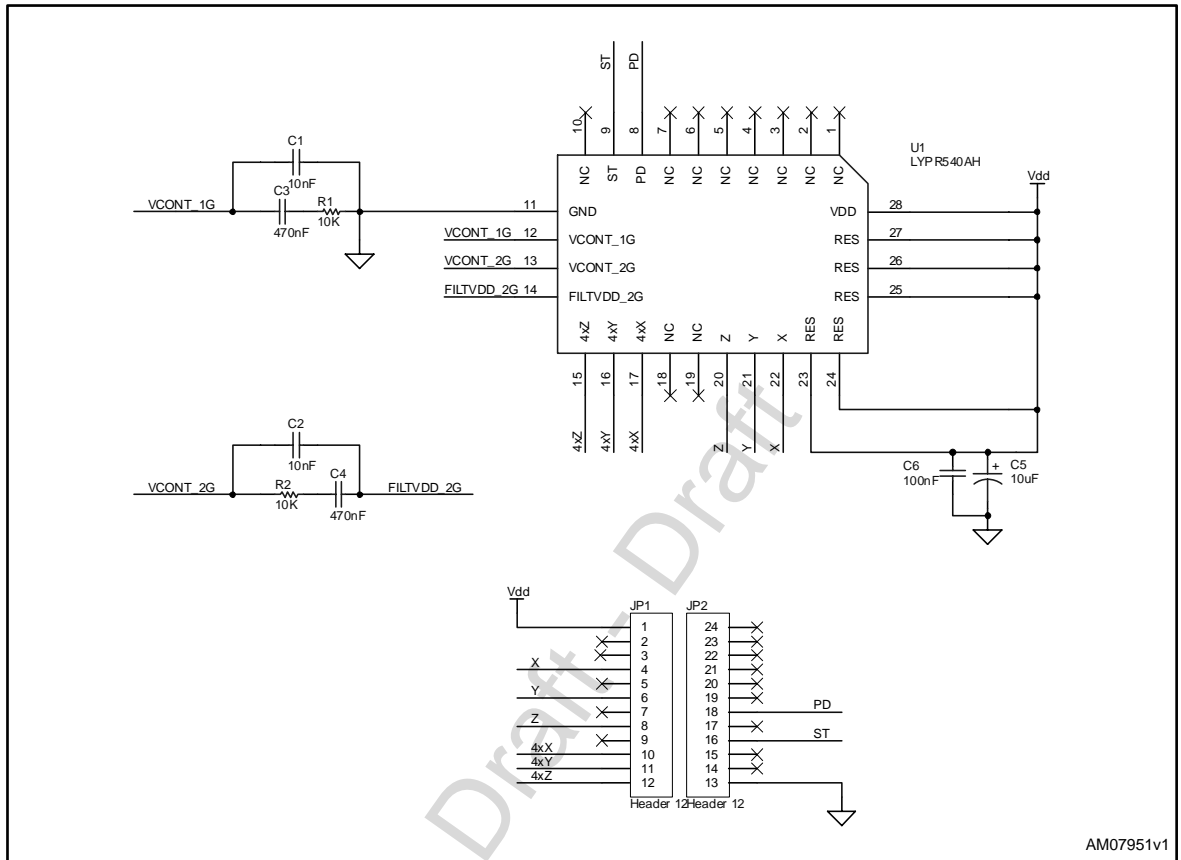 ST
PD
10
9
8
7
6
5
4
3
2
1
NC
ST
PD
NC
NC
NC
NC
NC
NC
NC
U1
LYPR540AH
Vdd
C1
10nF
C3
470nF
R1
10K
VCONT_1G
11
GND
VCONT_1G
12
VCONT_1G
VCONT_2G
13
VCONT_2G
FILTVDD_2G
14
FILTVDD_2G
VDD
28
RES
27
RES
26
RES
25
4xZ
4xY
4xX
NC
NC
Z
Y
X
RES
RES
15
16
17
18
19
20
21
22
23
24
4xZ
4xY
4xX
Z
Y
X
C2
10nF
R2
10K
C4
470nF
VCONT_2G
FILTVDD_2G
C6
100nF
+
C5
10uF
Draft - Draft
Vdd
JP1
JP2
1
2
3
X
4
5
Y
6
7
Z
8
9
4xX
10
4xY
11
4xZ
12
Header 12
24
23
22
21
20
19
18
PD
17
16
ST
15
14
13
Header 12
AM07951v1